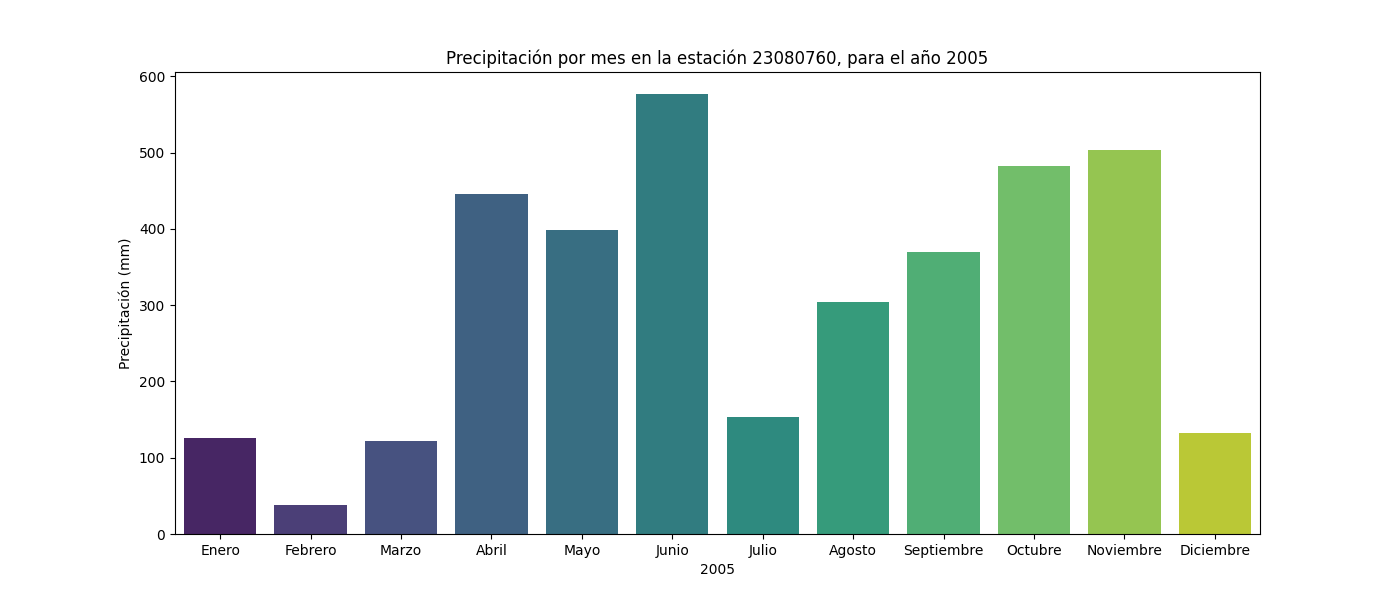 Precipitación por mes en la estación 23080760, para el año 2005
Precipitación (mm)
600
500
400
300
200
100
0
Enero Febrero Marzo Abril Mayo Junio Julio Agosto Septiembre Octubre Noviembre Diciembre
2005